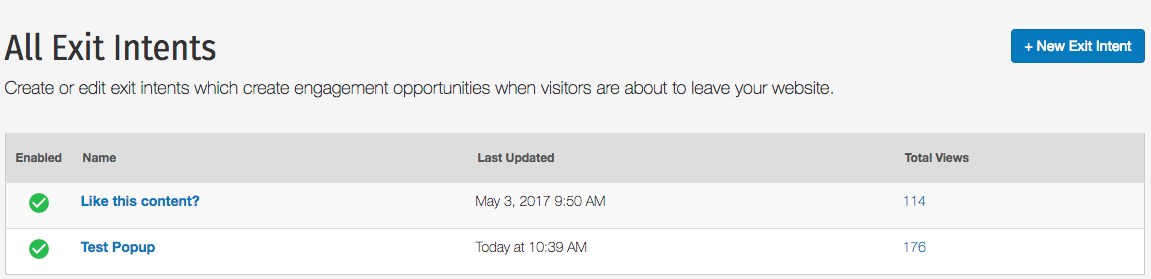 All Exit Intents
+ New Exit Intent
Create or edit exit intents which create engagement opportunities when visitors are about to leave your website.
Enabled Name Last Updated Total Views
Like this content? May 3, 2017 9:50 AM 114
Test Popup Today at 10:39 AM 176